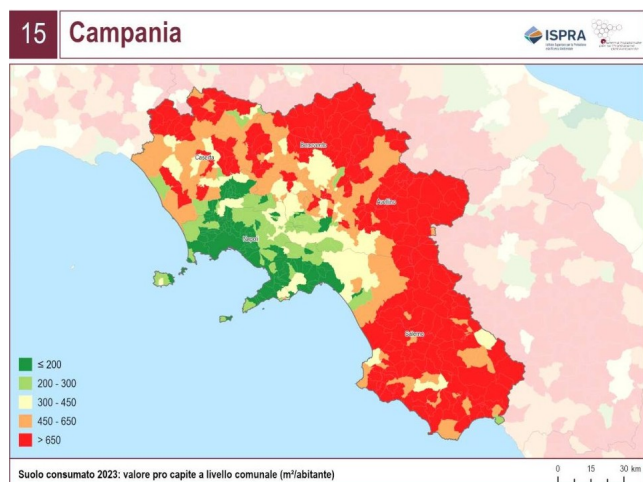 15 Campania
ISPRA
Caserta
Benevento
Avellino
Napoli
Salerno
≤ 200
200 - 300
300 - 450
450 - 650
> 650
Suolo consumato 2023: valore pro capite a livello comunale (m²/abitante)
0 15 30 km